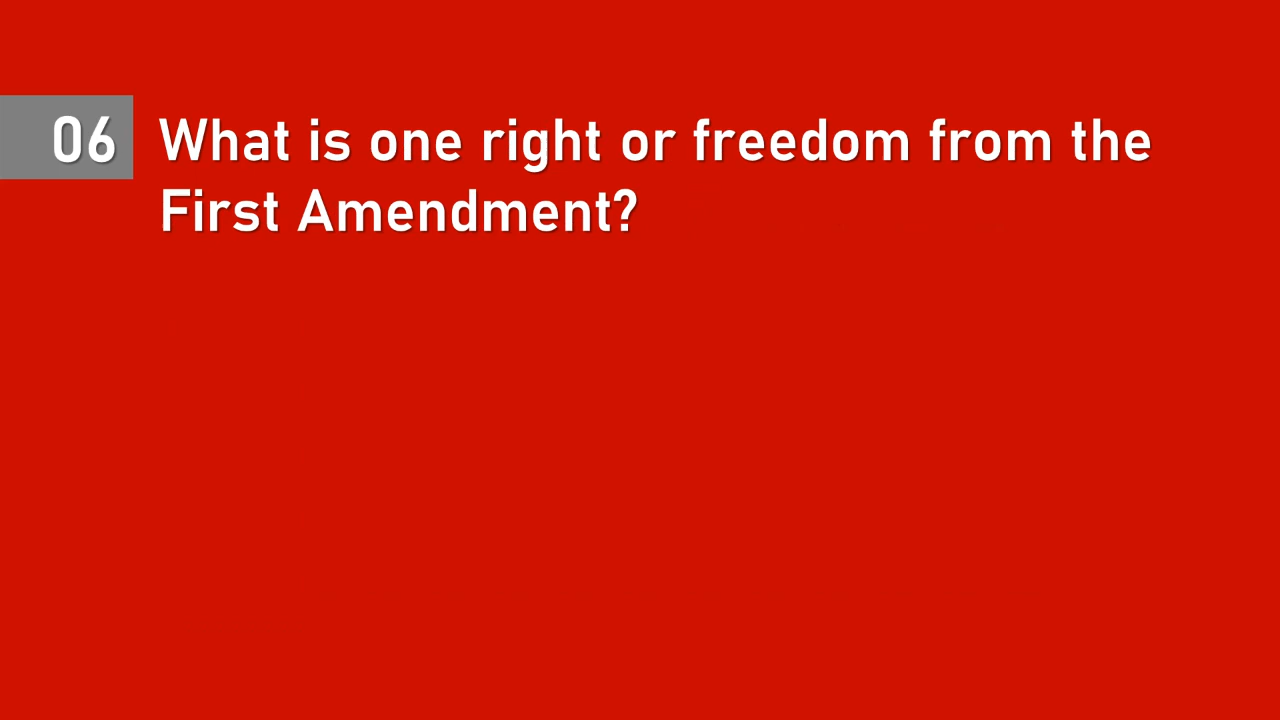 06 What is one right or freedom from the
First Amendment?